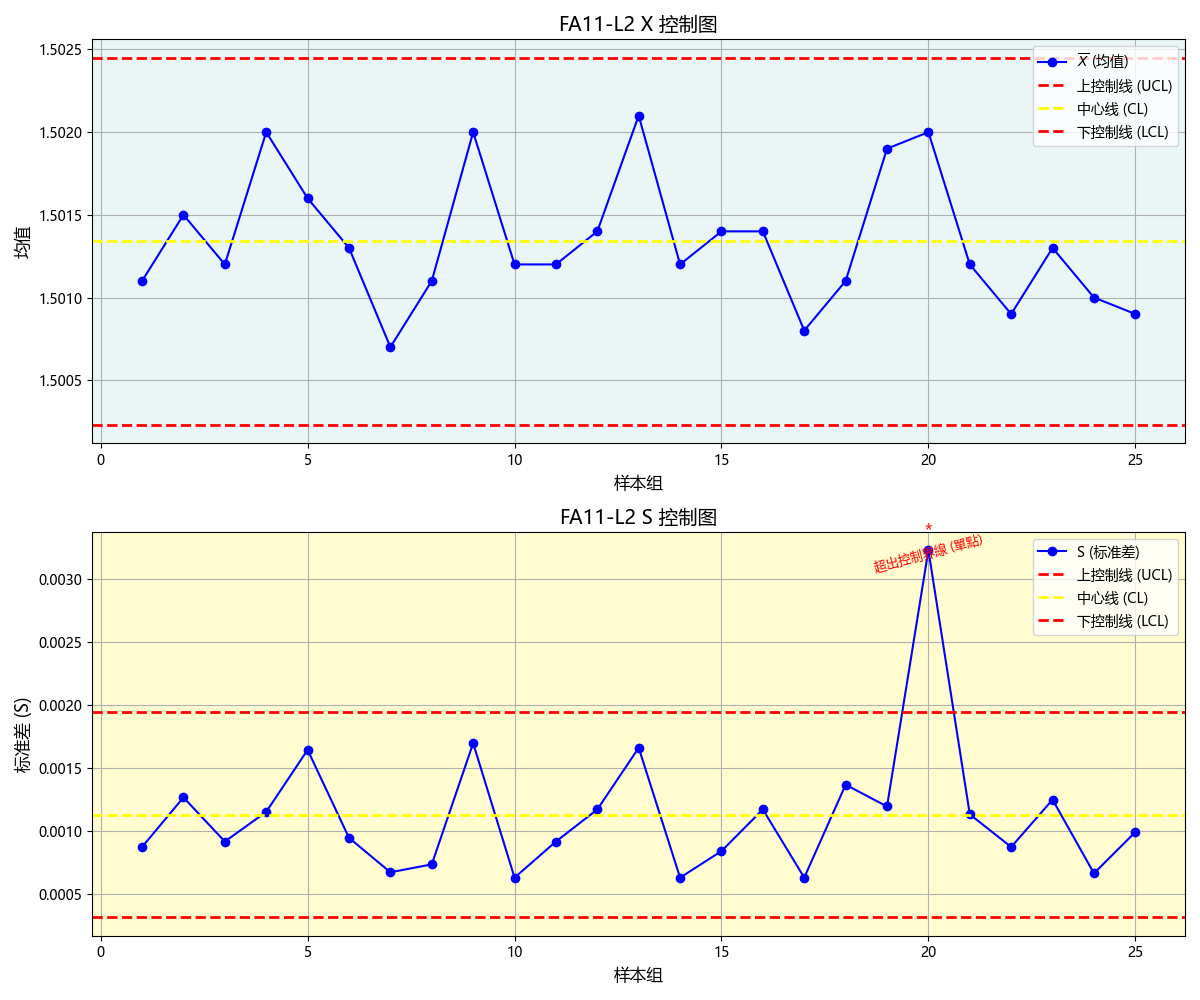 FA11-L2 X 控制图
1.5025
1.5020
1.5015
1.5010
1.5005
均值
X (均值)
上控制线 (UCL)
中心线 (CL)
下控制线 (LCL)
0 5 10 15 20 25
样本组
FA11-L2 S 控制图
*
超出控制界線 (單點)
0.0030
0.0025
0.0020
0.0015
0.0010
0.0005
标准差 (S)
S (标准差)
上控制线 (UCL)
中心线 (CL)
下控制线 (LCL)
0 5 10 15 20 25
样本组